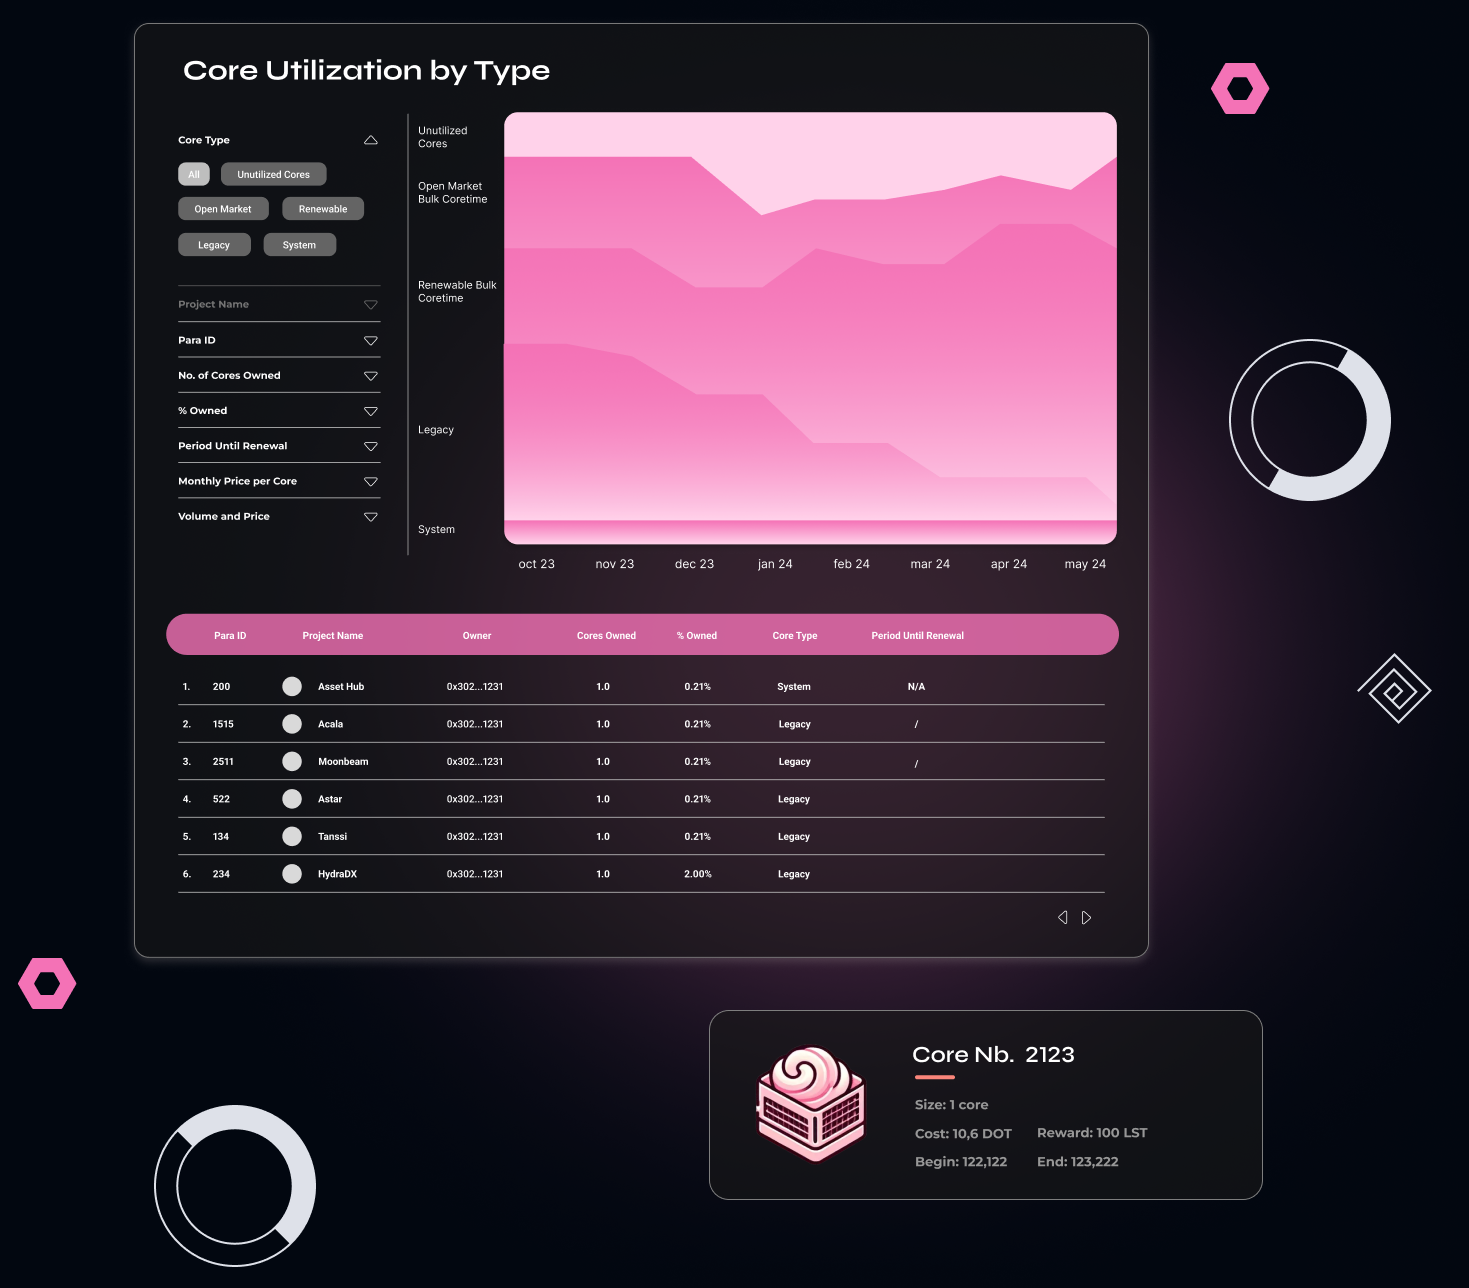 Core Utilization by Type
Core Type
All
Unutilized Cores
Open Market
Renewable
Legacy
System
Project Name
Para ID
No. of Cores Owned
% Owned
Period Until Renewal
Monthly Price per Core
Volume and Price
Unutilized
Cores
Open Market
Bulk Coretime
Renewable Bulk
Coretime
Legacy
System
oct 23 nov 23 dec 23 jan 24 feb 24 mar 24 apr 24 may 24
Para ID Project Name Owner Cores Owned % Owned Core Type Period Until Renewal
1. 200 Asset Hub 0x302...1231 1.0 0.21% System N/A
2. 1515 Acala 0x302...1231 1.0 0.21% Legacy /
3. 2511 Moonbeam 0x302...1231 1.0 0.21% Legacy /
4. 522 Astar 0x302...1231 1.0 0.21% Legacy
5. 134 Tanssi 0x302...1231 1.0 0.21% Legacy
6. 234 HydraDX 0x302...1231 1.0 2.00% Legacy
Core Nb. 2123
Size: 1 core
Cost: 10,6 DOT Reward: 100 LST
Begin: 122,122 End: 123,222